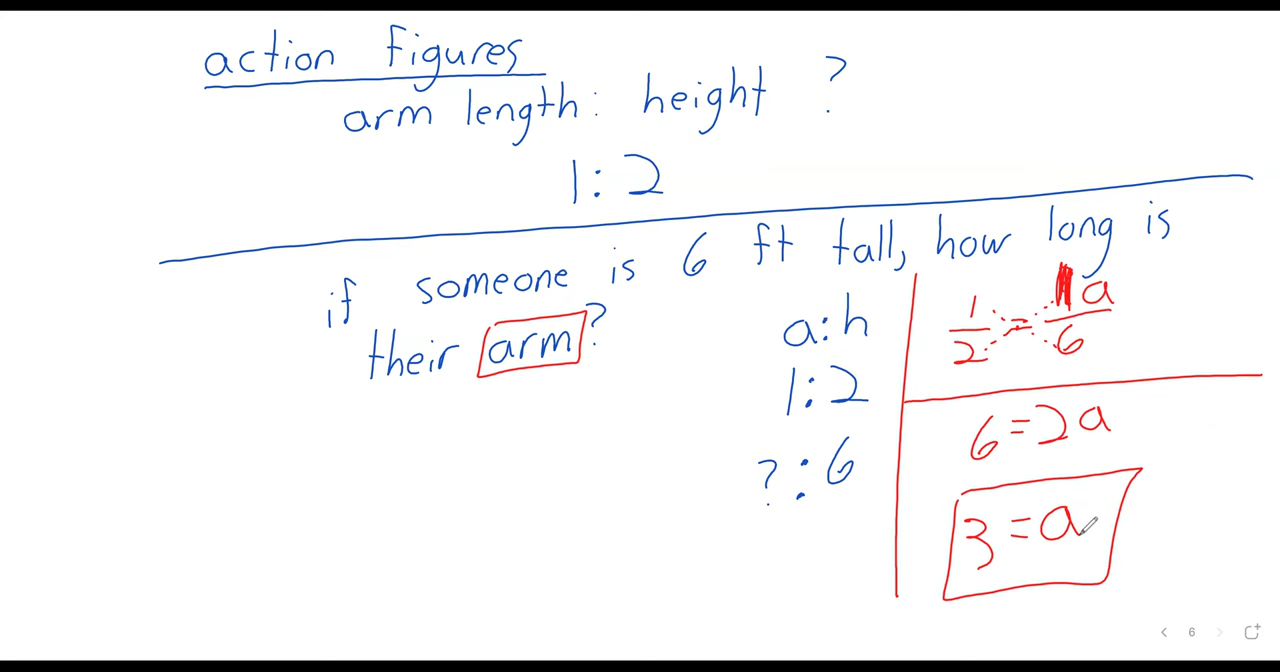 action figures
arm length: height ?
1:2
if someone is 6 ft tall, how long is
their arm?
a:h
1:2
?:6
1/2 = a/6
6=2a
3=a
6